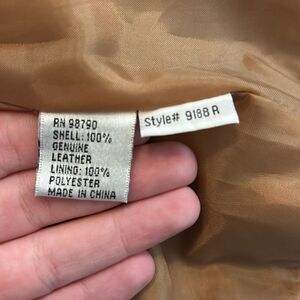 RN 98790
SHELL: 100%
GENUINE
LEATHER
LINING: 100%
POLYESTER
MADE IN CHINA
Style# 9188 R